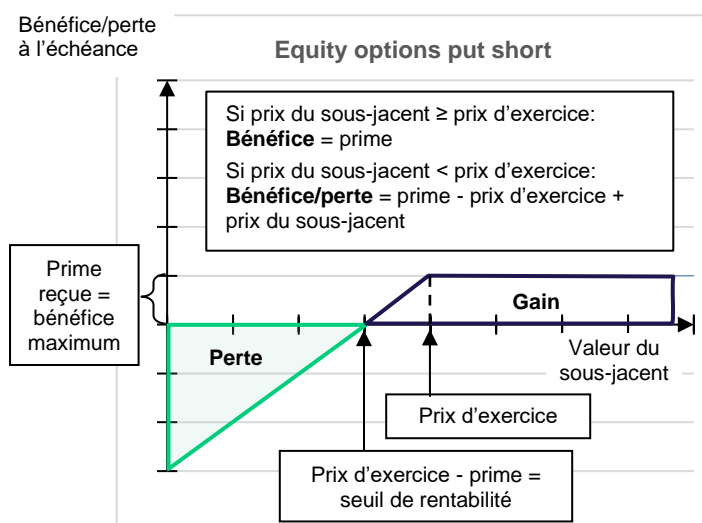 Bénéfice/perte
à l'échéance
Equity options put short
Si prix du sous-jacent ≥ prix d'exercice:
Bénéfice = prime
Si prix du sous-jacent < prix d'exercice:
Bénéfice/perte = prime - prix d'exercice +
prix du sous-jacent
Prime
reçue =
bénéfice
maximum
Gain
Perte
Valeur du
sous-jacent
Prix d'exercice
Prix d'exercice - prime =
seuil de rentabilité